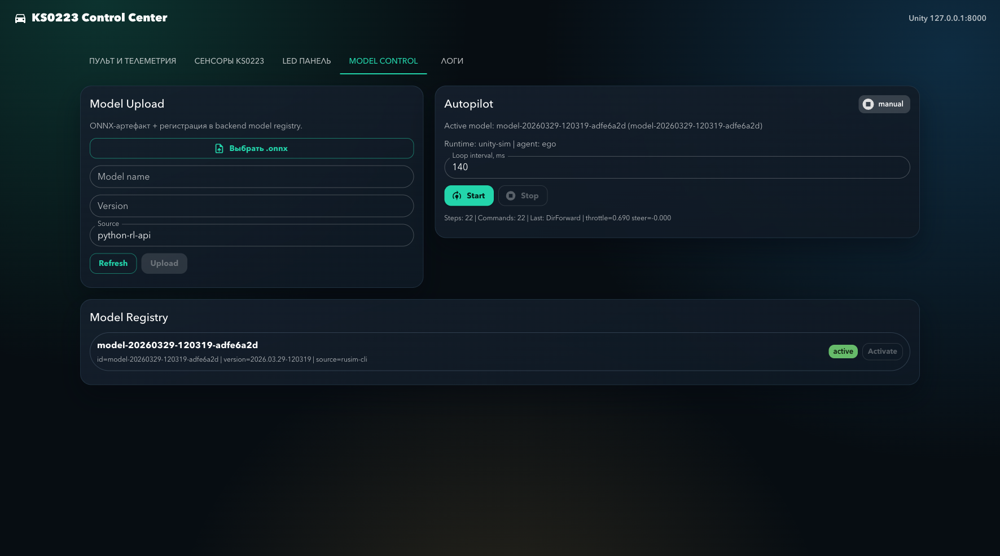 KS0223 Control Center
Unity 127.0.0.1:8000
ПУЛЬТ И ТЕЛЕМЕТРИЯ
СЕНСОРЫ KS0223
LED ПАНЕЛЬ
MODEL CONTROL
ЛОГИ
Model Upload
ONNX-артефакт + регистрация в backend model registry.
Выбрать .onnx
Model name
Version
Source
python-rl-api
Refresh
Upload
Autopilot
manual
Active model: model-20260329-120319-adfe6a2d (model-20260329-120319-adfe6a2d)
Runtime: unity-sim | agent: ego
Loop interval, ms
140
Start
Stop
Steps: 22 | Commands: 22 | Last: DirForward | throttle=0.690 steer=-0.000
Model Registry
model-20260329-120319-adfe6a2d
id=model-20260329-120319-adfe6a2d | version=2026.03.29-120319 | source=rusim-cli
active
Activate